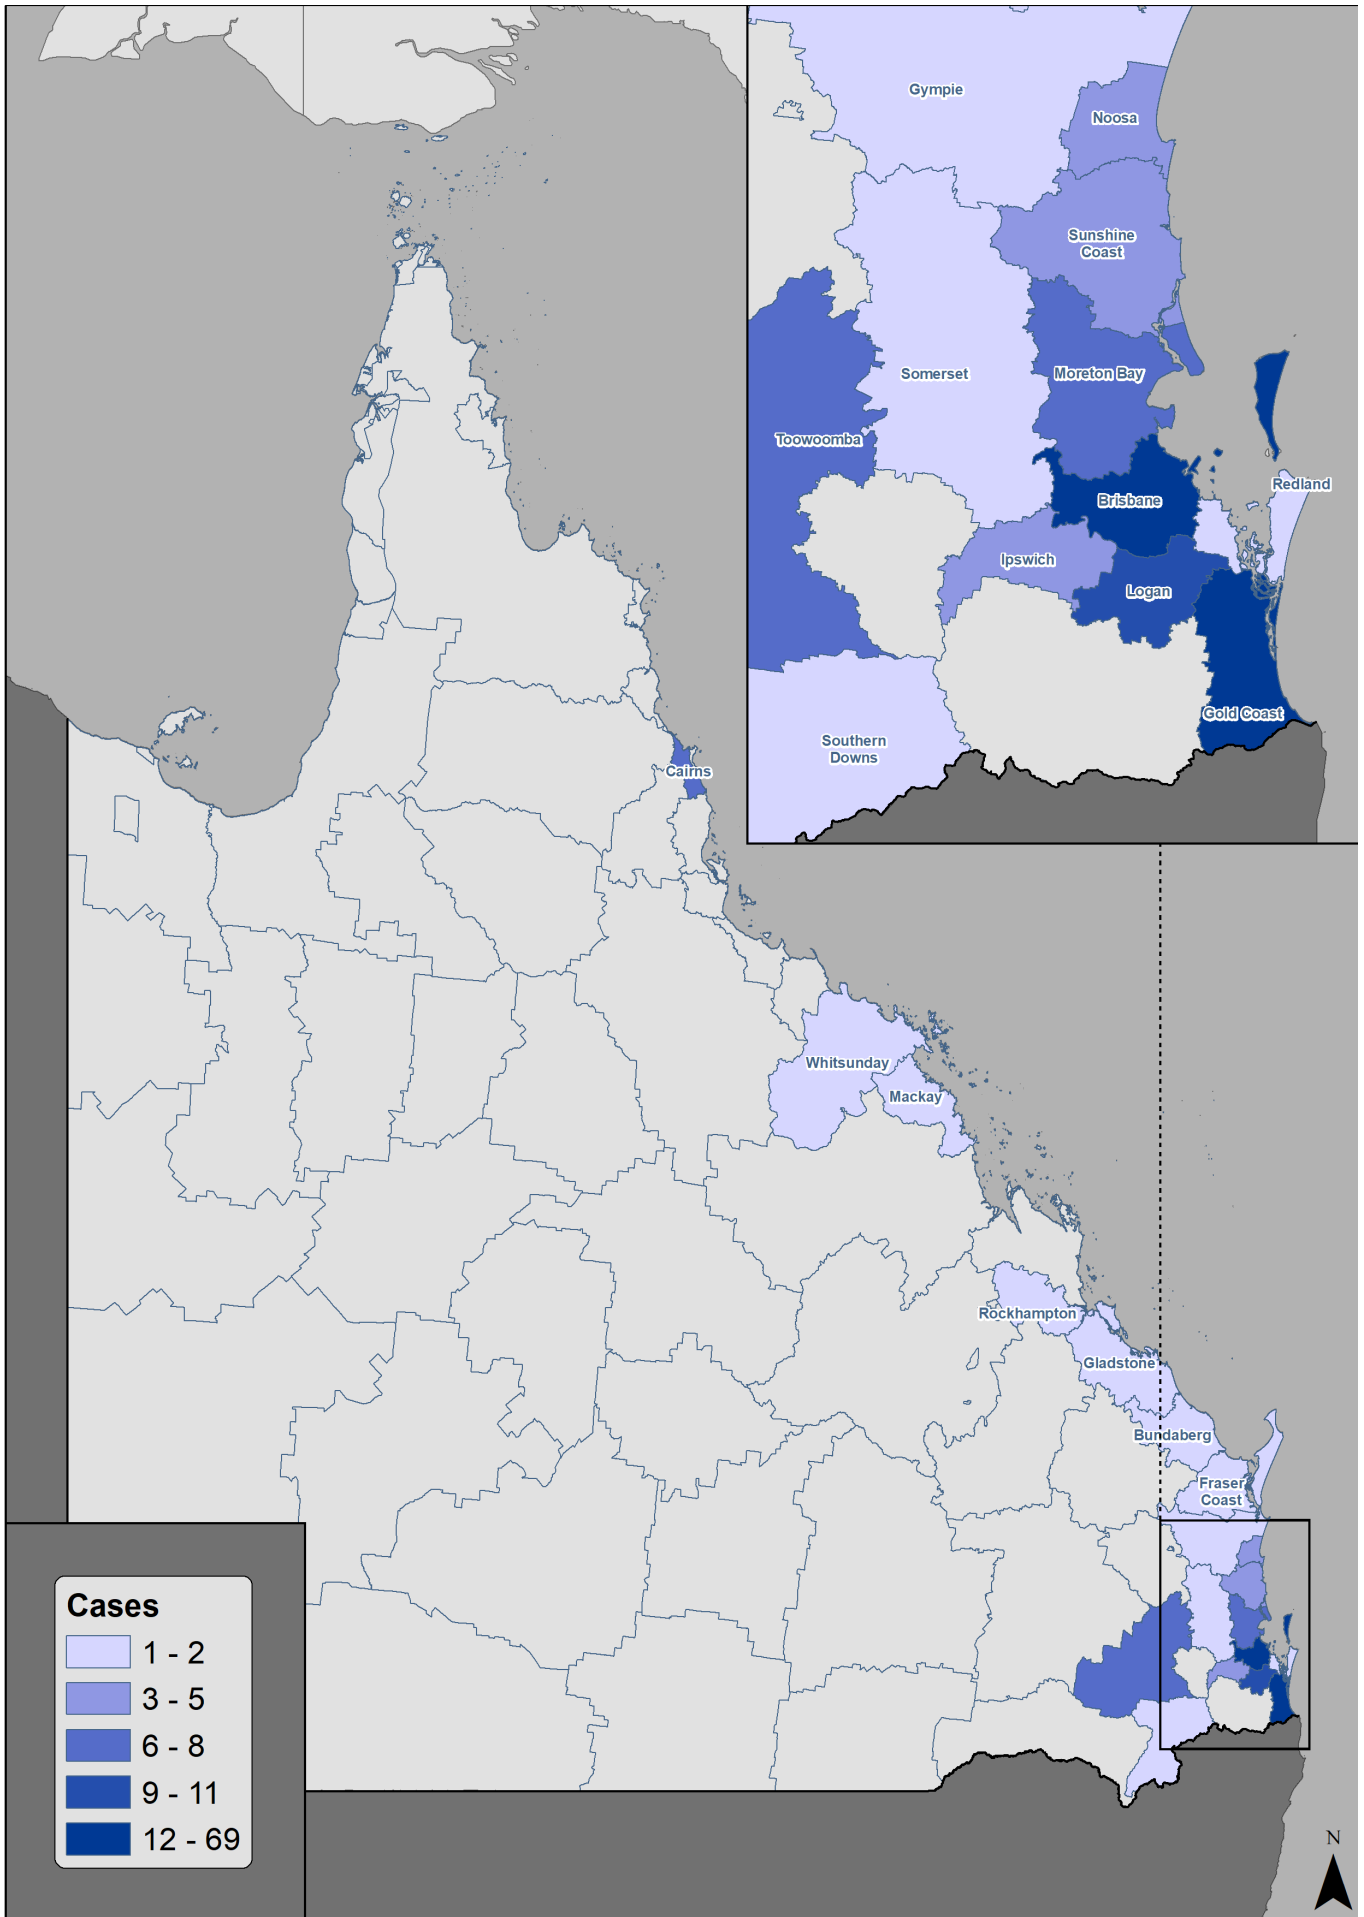 Gympie
Noosa
Sunshine
Coast
Somerset
Moreton Bay
Toowoomba
Redland
Brisbane
Ipswich
Logan
Gold Coast
Southern
Downs
Cairns
Whitsunday
Mackay
Rockhampton
Gladstone
Bundaberg
Fraser
Coast
Cases
1 - 2
3 - 5
6 - 8
9 - 11
12 - 69
N